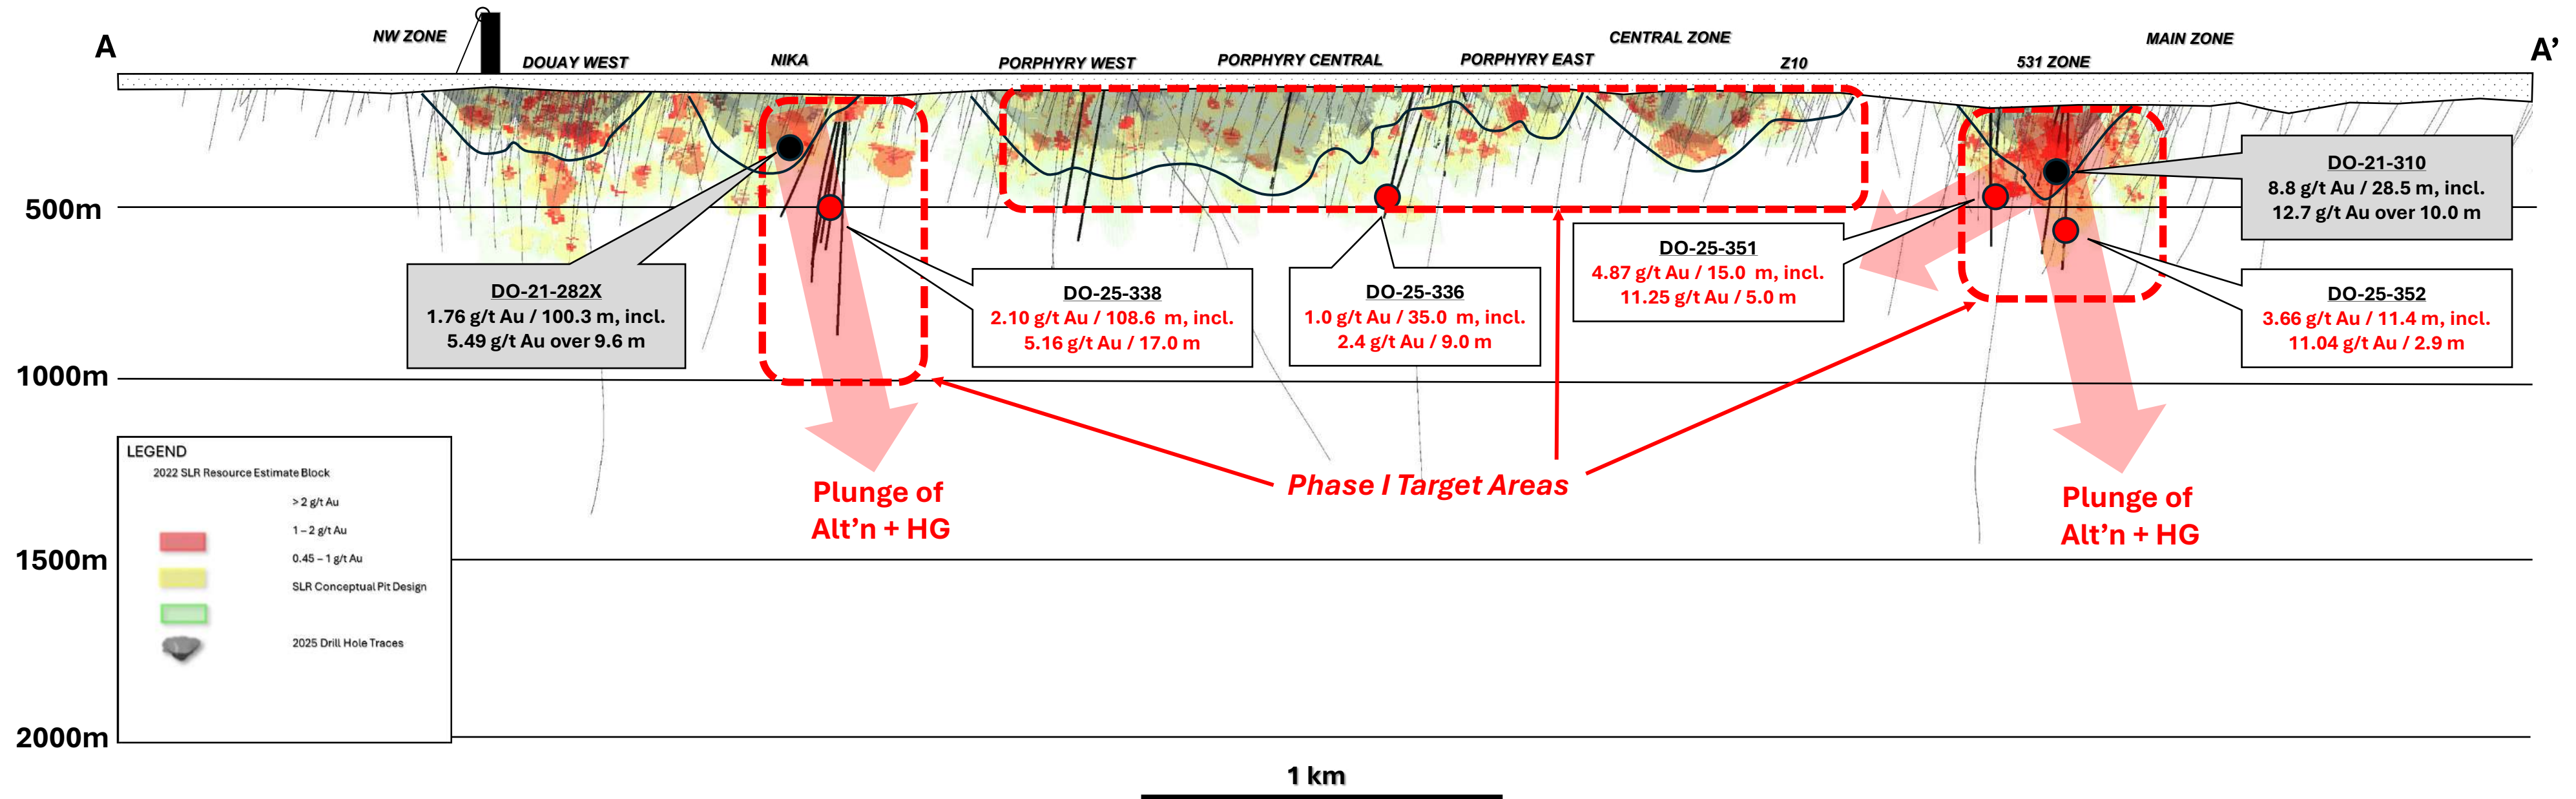 A
NW ZONE
DOUAY WEST
NIKA
PORPHYRY WEST
PORPHYRY CENTRAL
PORPHYRY EAST
CENTRAL ZONE
Z10
531 ZONE
MAIN ZONE
A’
500m
1000m
1500m
2000m
DO-21-282X
1.76 g/t Au / 100.3 m, incl.
5.49 g/t Au over 9.6 m
DO-25-338
2.10 g/t Au / 108.6 m, incl.
5.16 g/t Au / 17.0 m
DO-25-336
1.0 g/t Au / 35.0 m, incl.
2.4 g/t Au / 9.0 m
DO-25-351
4.87 g/t Au / 15.0 m, incl.
11.25 g/t Au / 5.0 m
DO-21-310
8.8 g/t Au / 28.5 m, incl.
12.7 g/t Au over 10.0 m
DO-25-352
3.66 g/t Au / 11.4 m, incl.
11.04 g/t Au / 2.9 m
Plunge of
Alt’n + HG
Phase I Target Areas
Plunge of
Alt’n + HG
LEGEND
2022 SLR Resource Estimate Block
> 2 g/t Au
1 – 2 g/t Au
0.45 – 1 g/t Au
SLR Conceptual Pit Design
2025 Drill Hole Traces
1 km